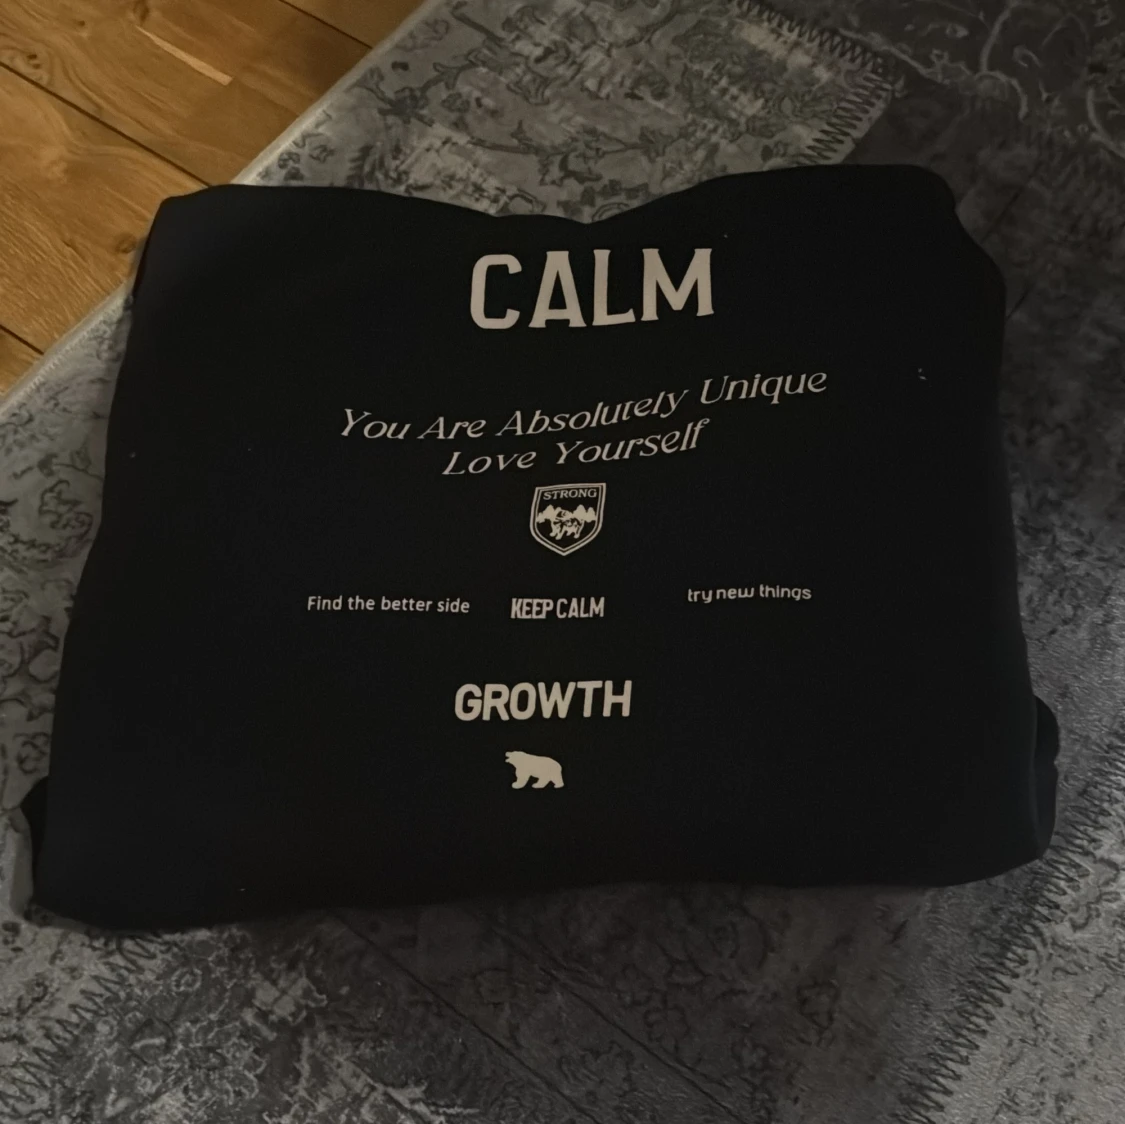 CALM
You Are Absolutely Unique
Love Yourself
STRONG
Find the better side KEEP CALM try new things
GROWTH